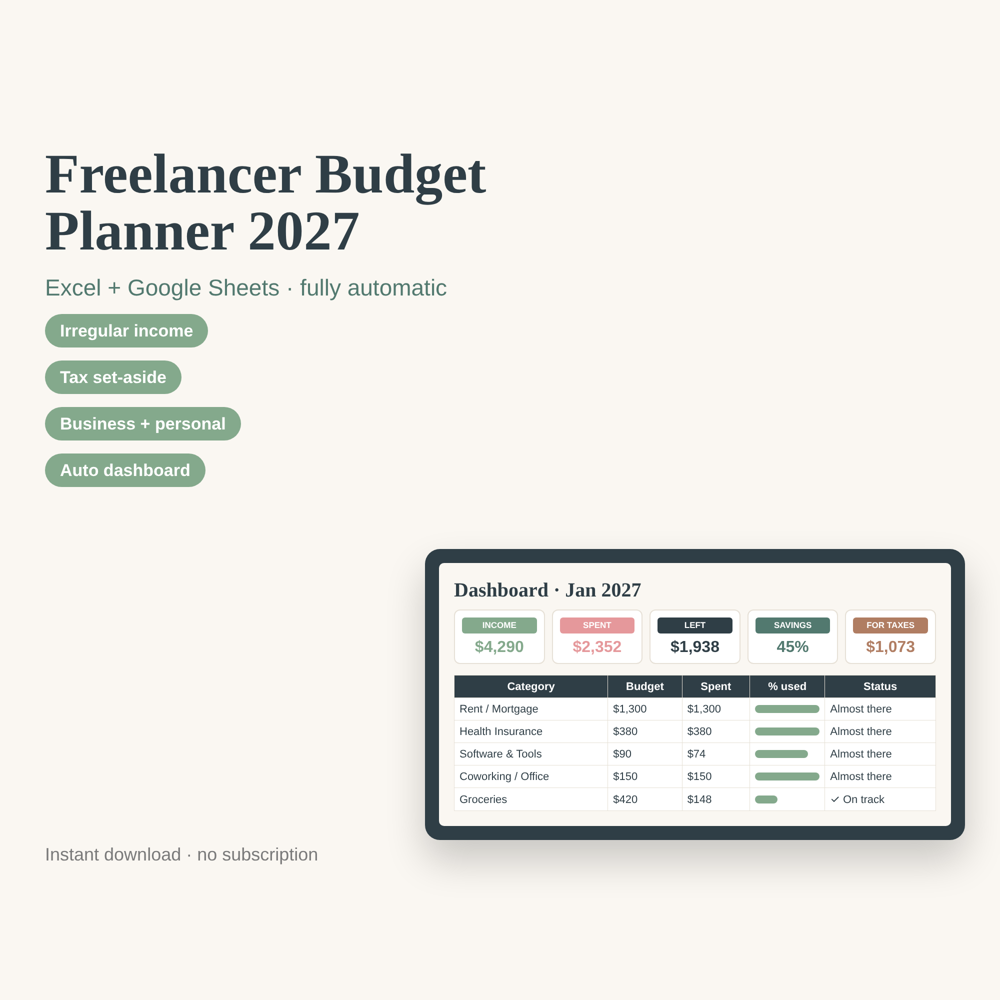 Freelancer Budget
Planner 2027
Excel + Google Sheets · fully automatic
Irregular income
Tax set-aside
Business + personal
Auto dashboard
Dashboard · Jan 2027
INCOME SPENT LEFT SAVINGS FOR TAXES
$4,290 $2,352 $1,938 45% $1,073
Category Budget Spent % used Status
Rent / Mortgage $1,300 $1,300 Almost there
Health Insurance $380 $380 Almost there
Software & Tools $90 $74 Almost there
Coworking / Office $150 $150 Almost there
Groceries $420 $148 ✓ On track
Instant download · no subscription